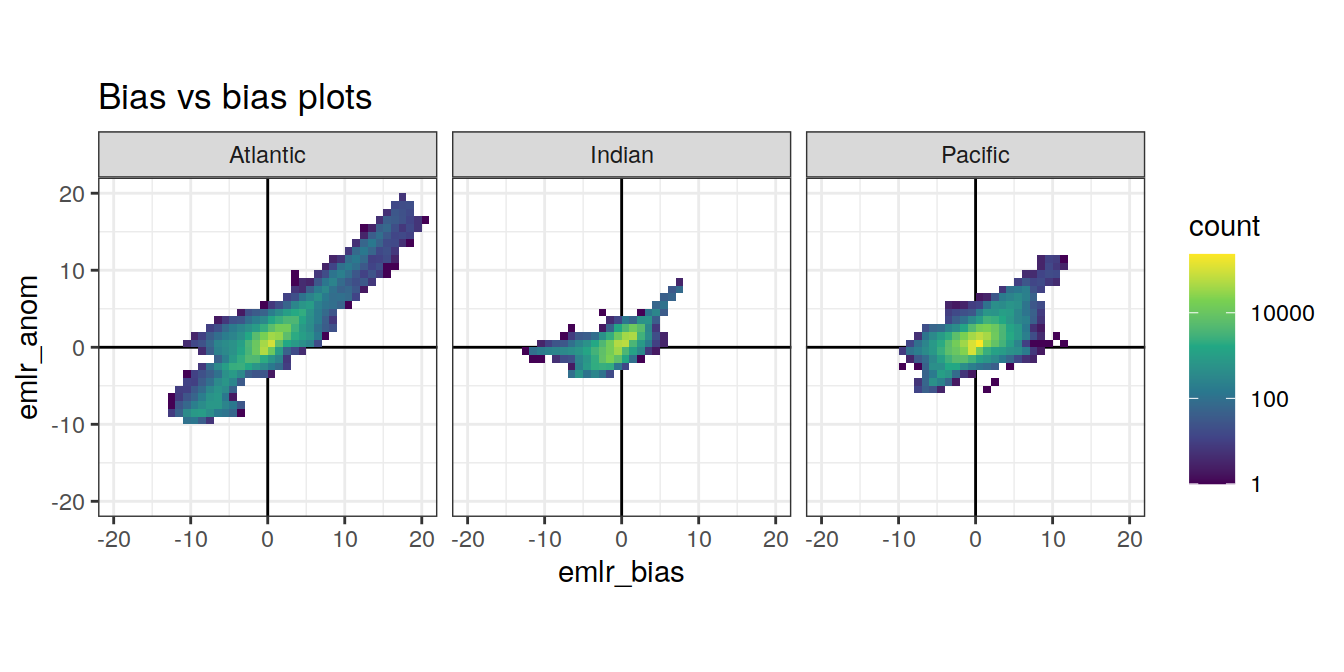 Bias vs bias plots
Atlantic Indian Pacific
count
20
10
0
-10
-20
10000
100
1
emlr_anom
-20 -10 0 10 20 -20 -10 0 10 20 -20 -10 0 10 20
emlr_bias